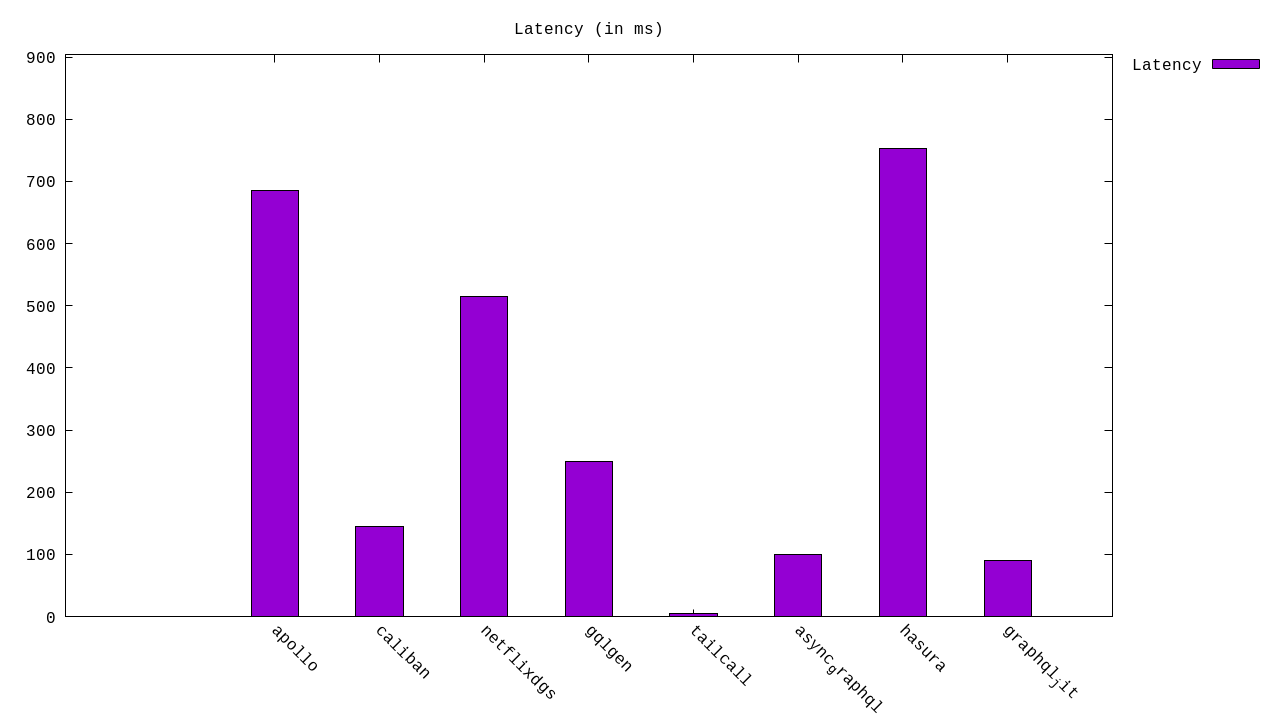 Latency (in ms)
Latency
900
800
700
600
500
400
300
200
100
0
apollo
caliban
netflixdgs
gqlgen
tailcall
async_graphql
hasura
graphql_jit